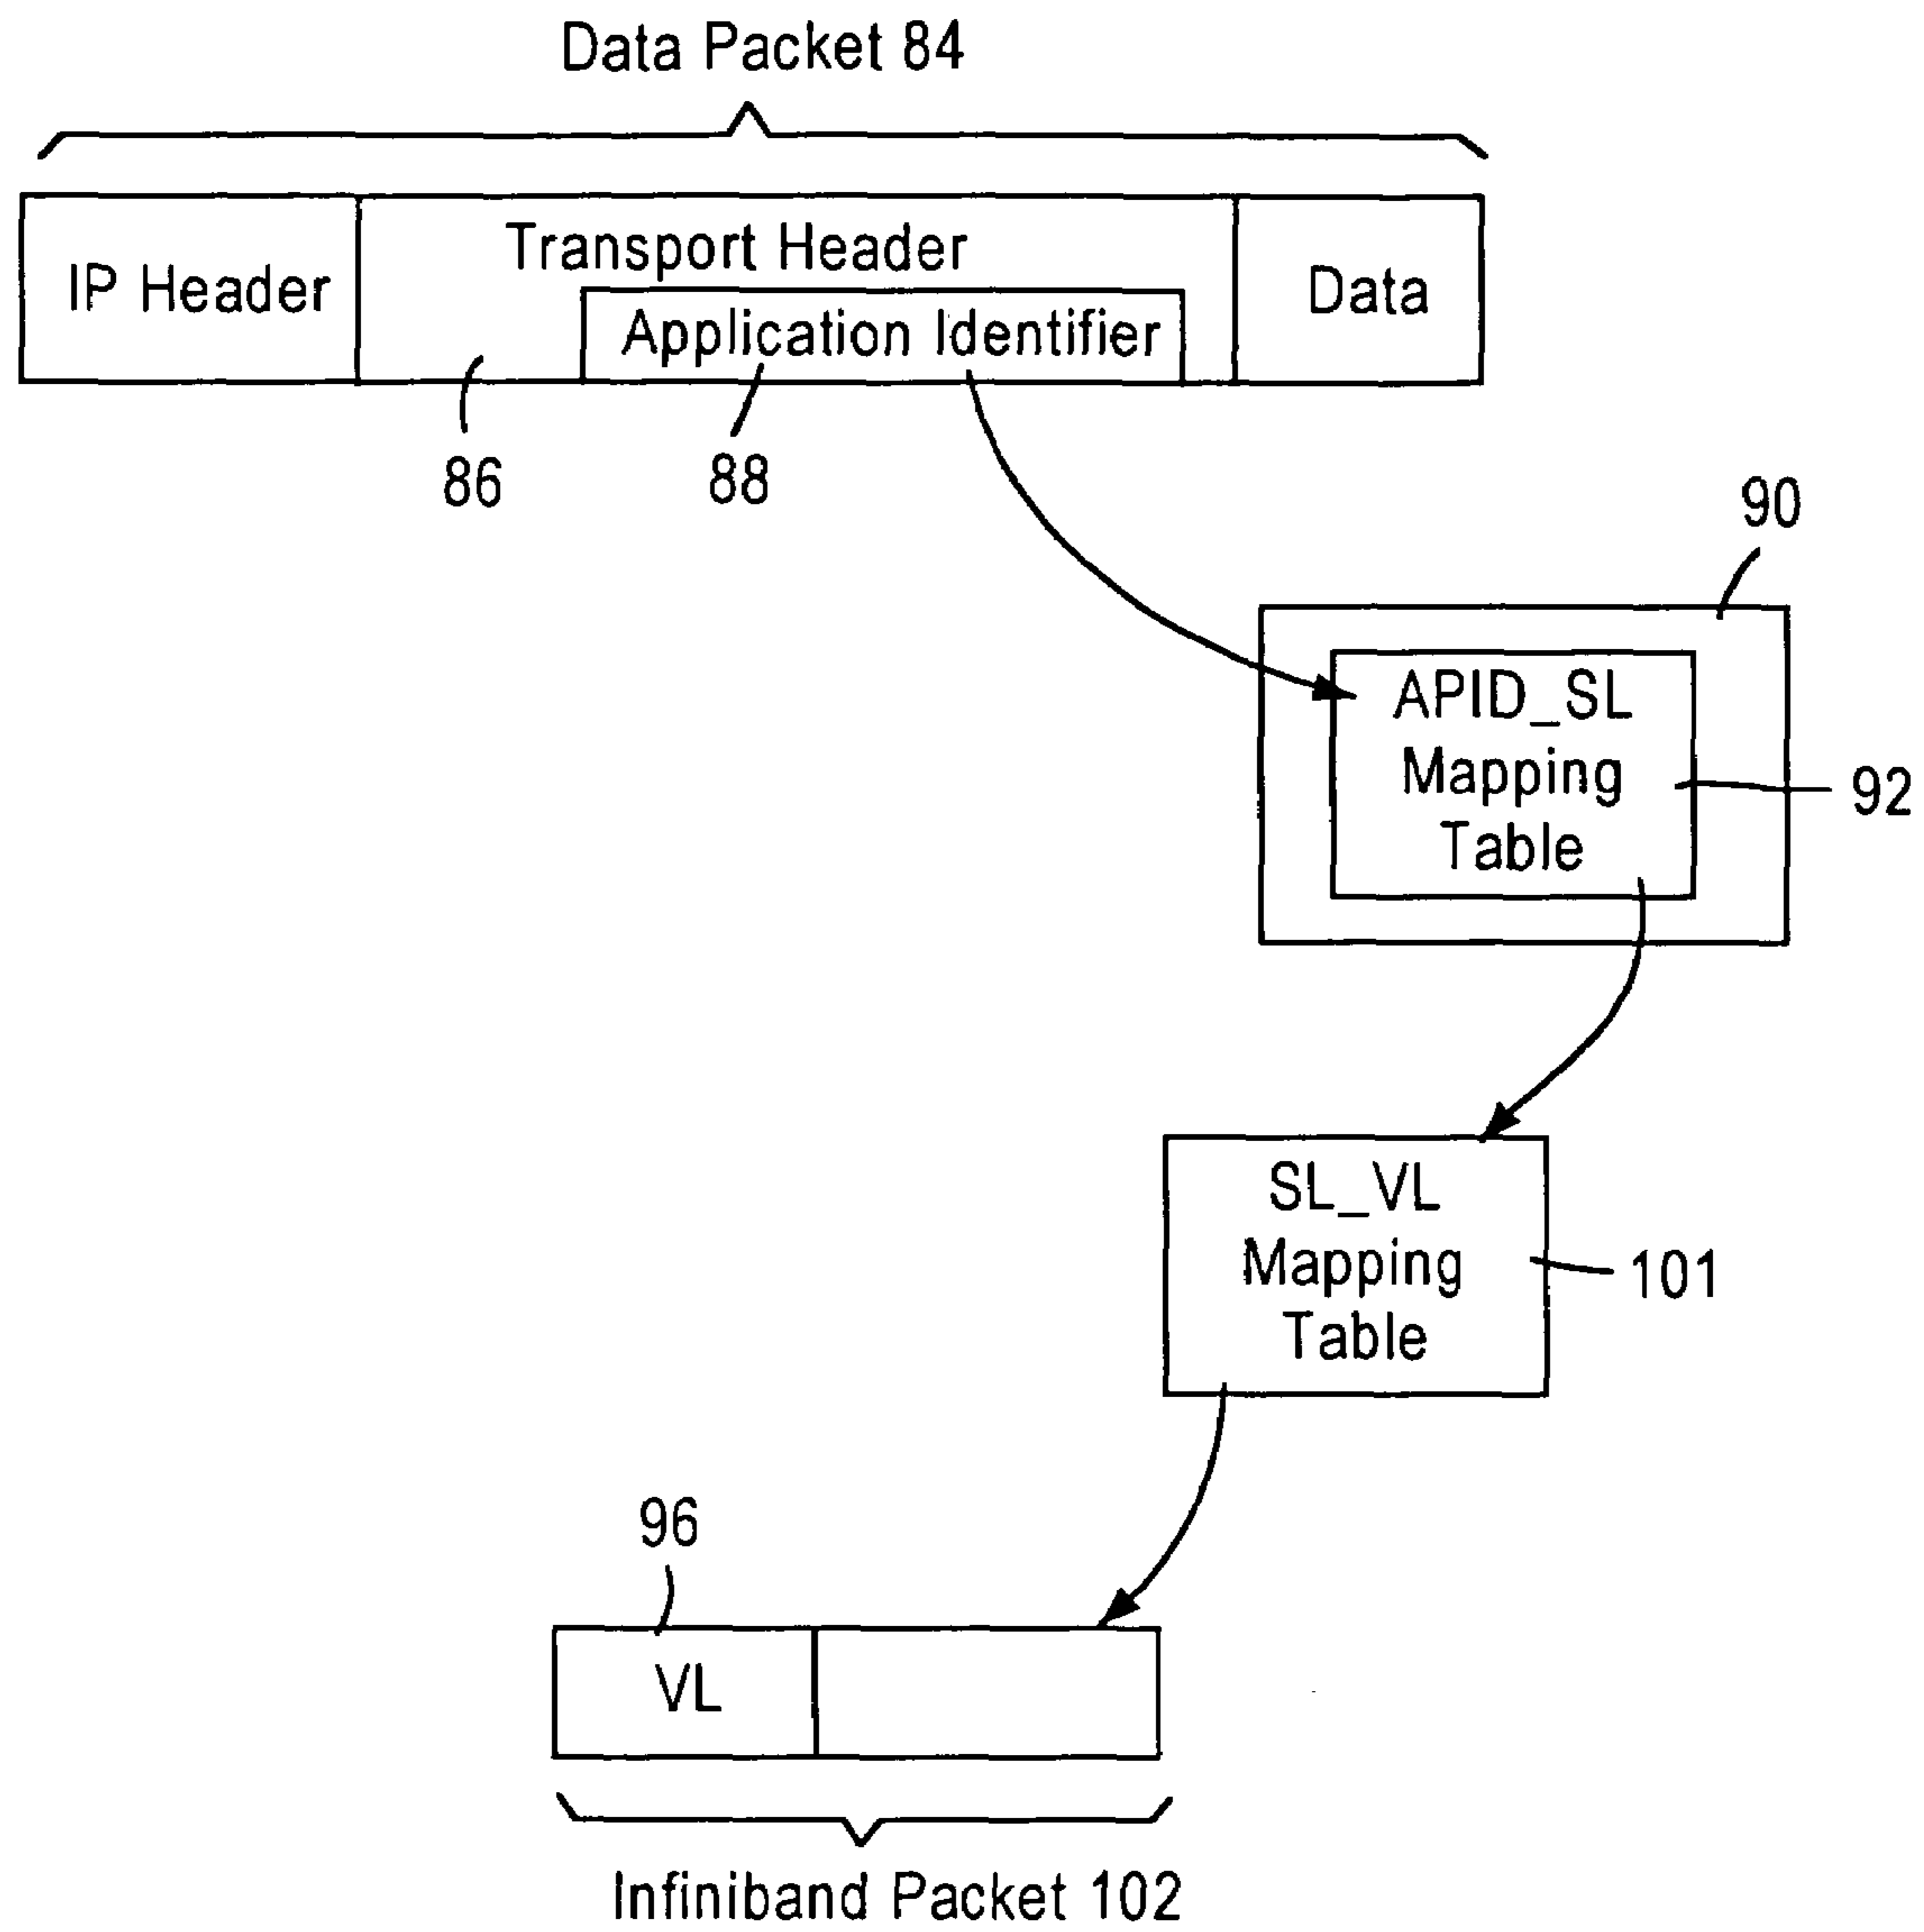 Data Packet 84
IP Header
Transport Header
Application Identifier
Data
86
88
90
APID_SL
Mapping
Table
92
SL_VL
Mapping
Table
101
96
VL
Infiniband Packet 102